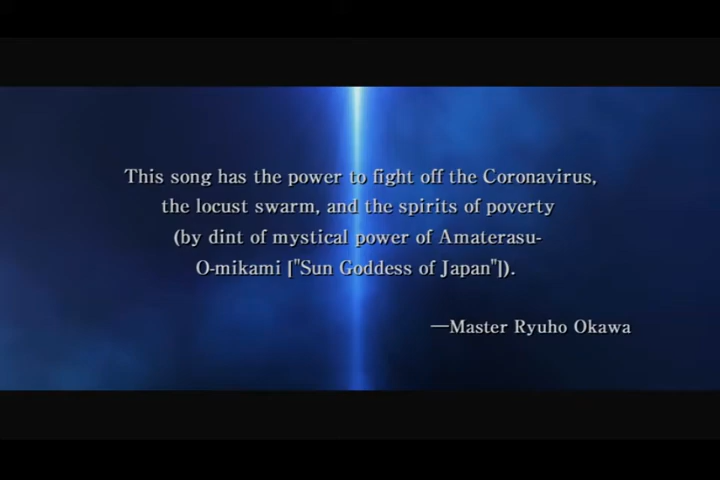 This song has the power to fight off the Coronavirus,
the locust swarm, and the spirits of poverty
(by dint of mystical power of Amaterasu-
O-mikami ["Sun Goddess of Japan"]).
—Master Ryuho Okawa